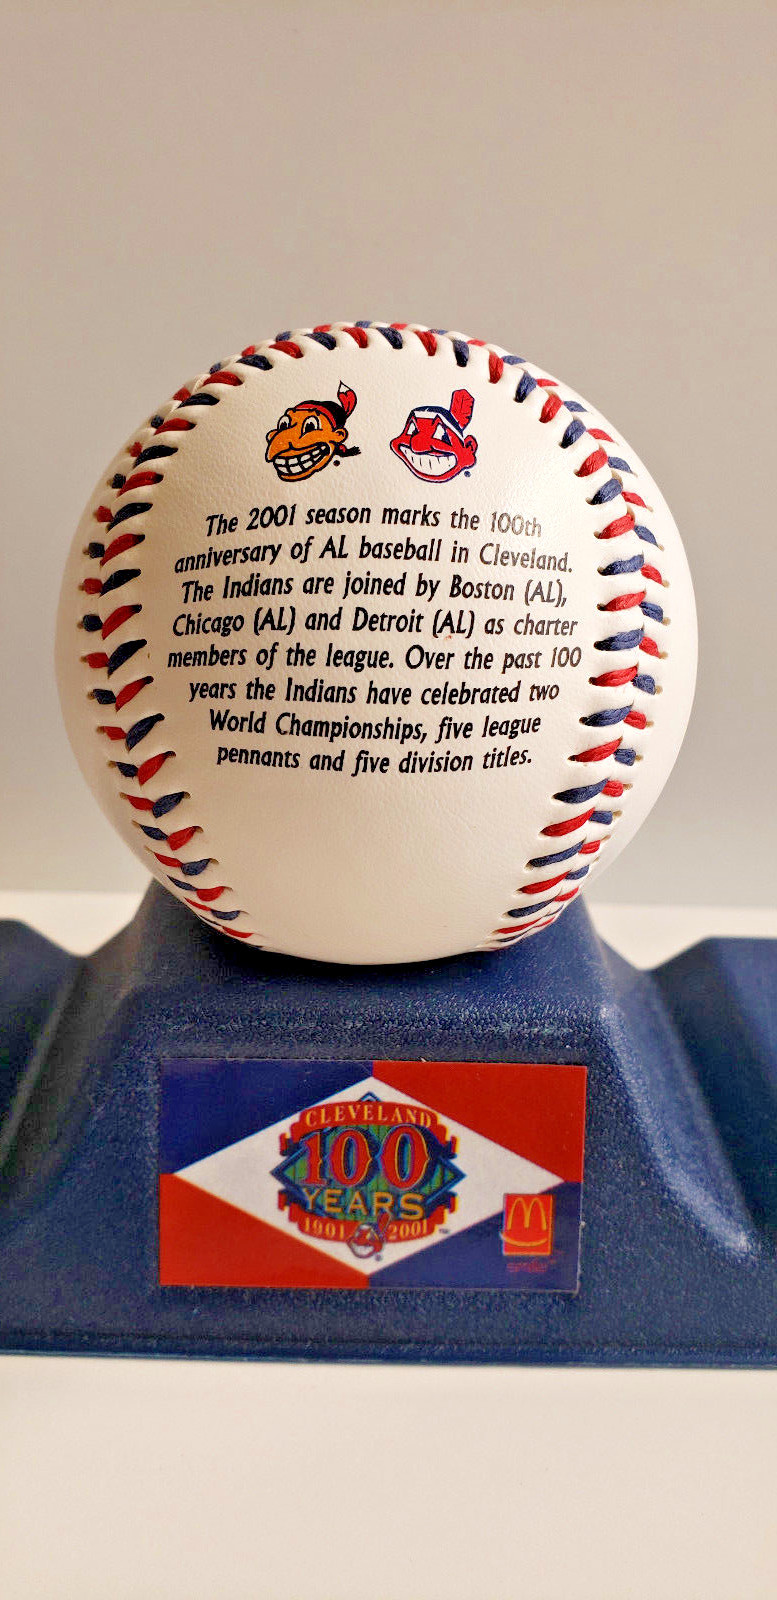 The 2001 season marks the 100th
anniversary of AL baseball in Cleveland.
The Indians are joined by Boston (AL),
Chicago (AL) and Detroit (AL) as charter
members of the league. Over the past 100
years the Indians have celebrated two
World Championships, five league
pennants and five division titles.
CLEVELAND
100
YEARS
1901 2001
smile